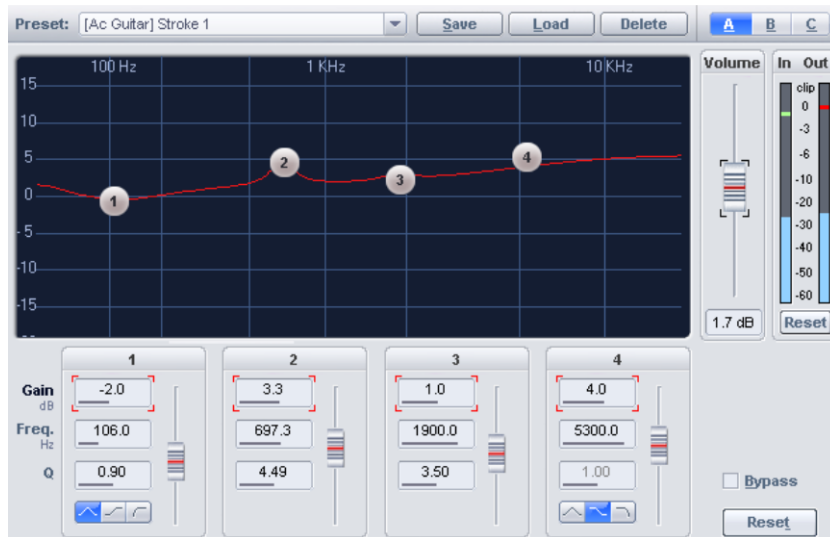 Preset: [Ac Guitar] Stroke 1 Save Load Delete A B C
100 Hz 1 KHz 10 KHz Volume In Out
15 clip
0
10 -3
5 -6
0 -10
-20
-5 -30
-10 -40
-50
-15 -60
1.7 dB Reset
1 2 3 4
1 2 3 4
Gain -2.0 3.3 1.0 4.0
dB
Freq. 106.0 697.3 1900.0 5300.0
Hz
Q 0.90 4.49 3.50 1.00
Bypass
Reset